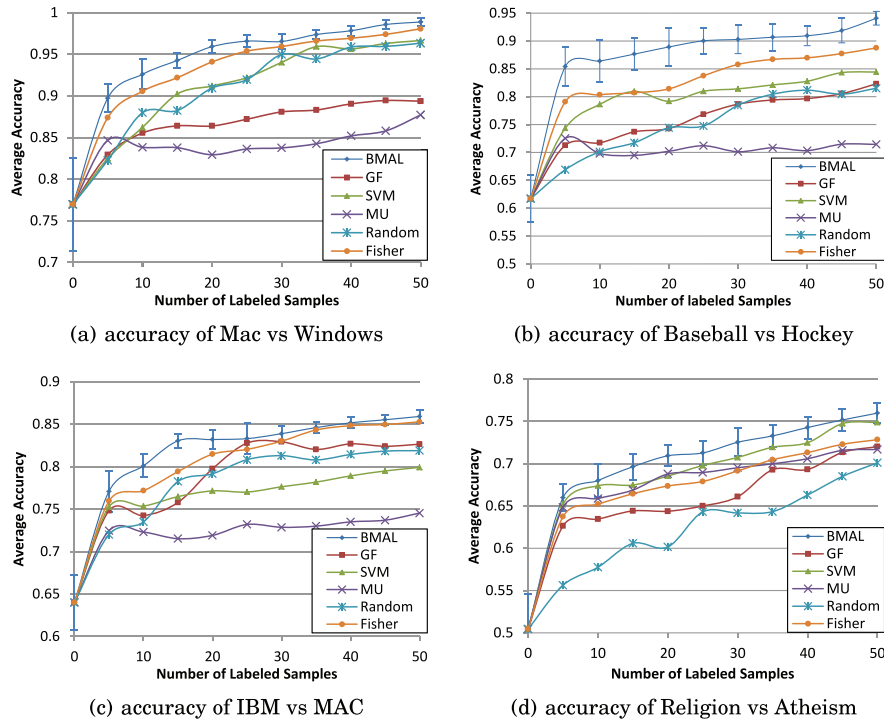 1
0.95
0.9
0.85
0.8
0.75
0.7
Average Accuracy
0 10 20 30 40 50
Number of Labeled Samples
BMAL
GF
SVM
MU
Random
Fisher
(a) accuracy of Mac vs Windows
0.95
0.9
0.85
0.8
0.75
0.7
0.65
0.6
0.55
0.5
Average Accuracy
0 10 20 30 40 50
Number of labeled Samples
BMAL
GF
SVM
MU
Random
Fisher
(b) accuracy of Baseball vs Hockey
0.9
0.85
0.8
0.75
0.7
0.65
0.6
Average Accuracy
0 10 20 30 40 50
Number of Labeled Samples
BMAL
GF
SVM
MU
Random
Fisher
(c) accuracy of IBM vs MAC
0.8
0.75
0.7
0.65
0.6
0.55
0.5
Average Accuracy
0 10 20 30 40 50
Number of Labeled Samples
BMAL
GF
SVM
MU
Random
Fisher
(d) accuracy of Religion vs Atheism